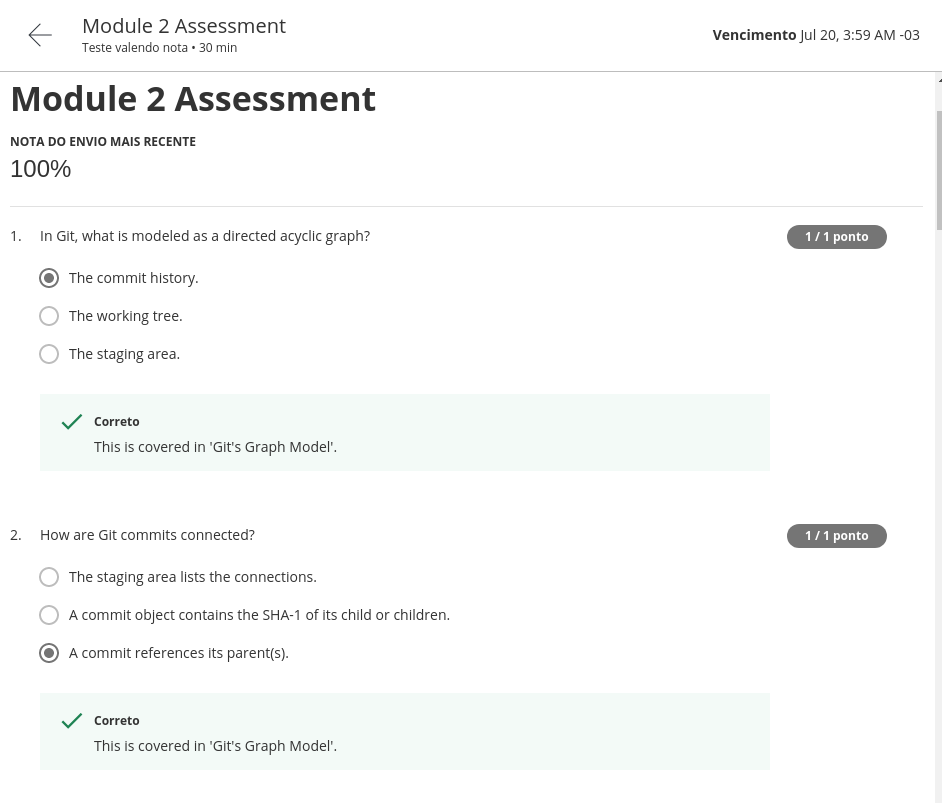 Module 2 Assessment
Teste valendo nota • 30 min
Vencimento Jul 20, 3:59 AM -03
Module 2 Assessment
NOTA DO ENVIO MAIS RECENTE
100%
1. In Git, what is modeled as a directed acyclic graph?
1 / 1 ponto
The commit history.
The working tree.
The staging area.
Correto
This is covered in 'Git's Graph Model'.
2. How are Git commits connected?
1 / 1 ponto
The staging area lists the connections.
A commit object contains the SHA-1 of its child or children.
A commit references its parent(s).
Correto
This is covered in 'Git's Graph Model'.